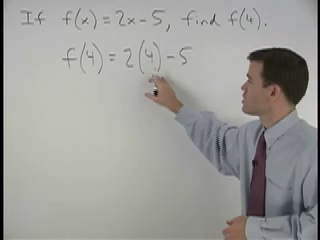 If f(x) = 2x - 5, find f(4).
f(4) = 2(4) - 5